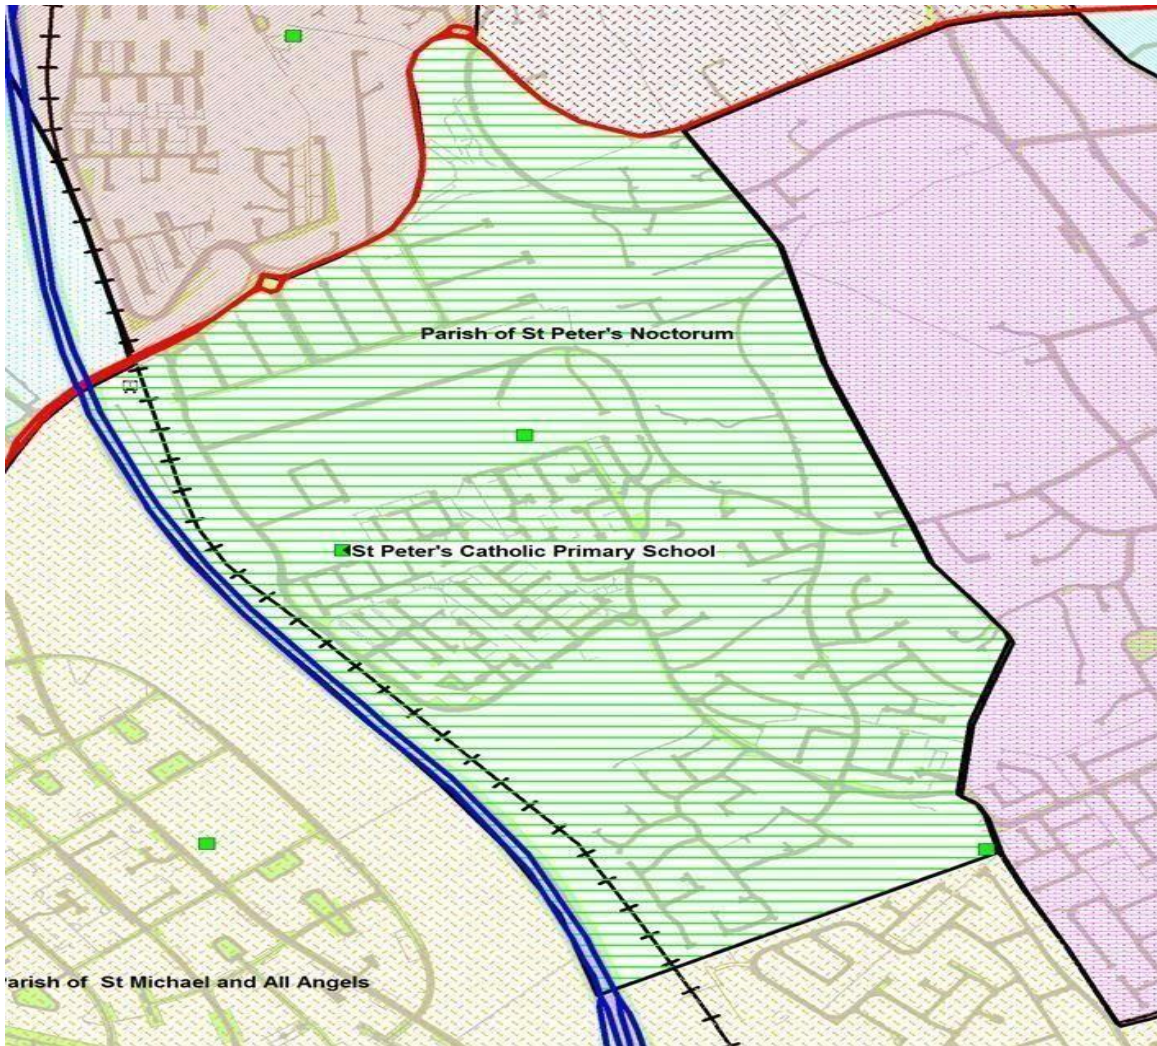 Parish of St Peter's Noctorum
St Peter's Catholic Primary School
arish of St Michael and All Angels